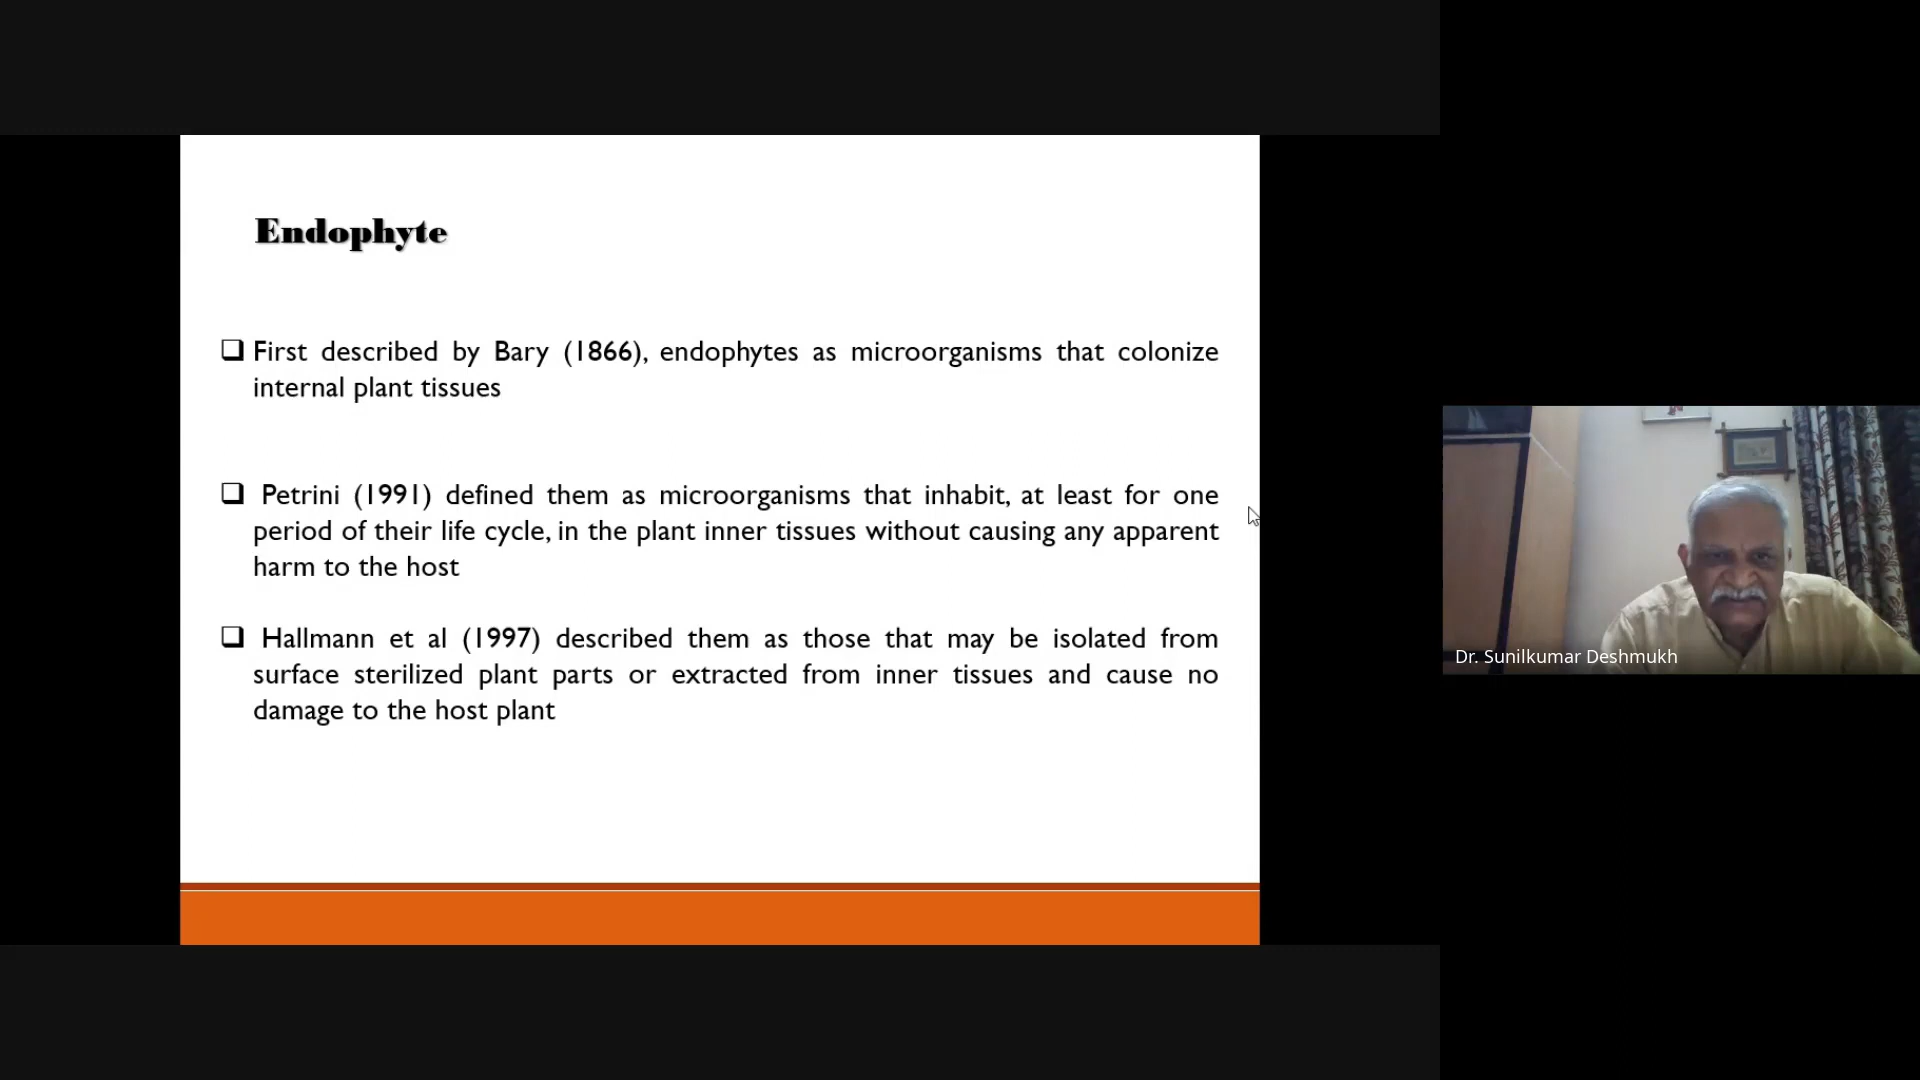 Endophyte
First described by Bary (1866), endophytes as microorganisms that colonize
internal plant tissues
Petrini (1991) defined them as microorganisms that inhabit, at least for one
period of their life cycle, in the plant inner tissues without causing any apparent
harm to the host
Hallmann et al (1997) described them as those that may be isolated from
surface sterilized plant parts or extracted from inner tissues and cause no
damage to the host plant
Dr. Sunilkumar Deshmukh